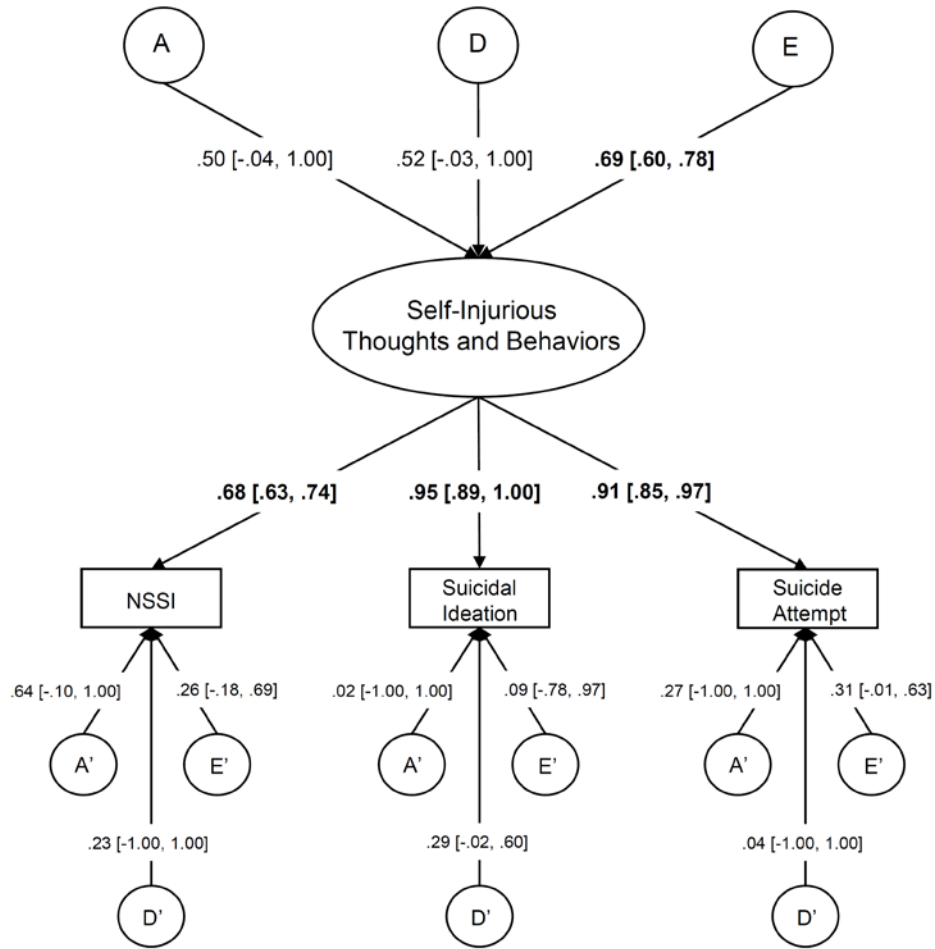 A
D
E
.50 [-.04, 1.00]
.52 [-.03, 1.00]
.69 [.60, .78]
Self-Injurious
Thoughts and Behaviors
.68 [.63, .74]
.95 [.89, 1.00]
.91 [.85, .97]
NSSI
Suicidal
Ideation
Suicide
Attempt
.64 [-.10, 1.00]
.26 [-.18, .69]
.02 [-1.00, 1.00]
.09 [-.78, .97]
.27 [-1.00, 1.00]
.31 [-.01, .63]
A’
E’
A’
E’
A’
E’
.23 [-1.00, 1.00]
.29 [-.02, .60]
.04 [-1.00, 1.00]
D’
D’
D’